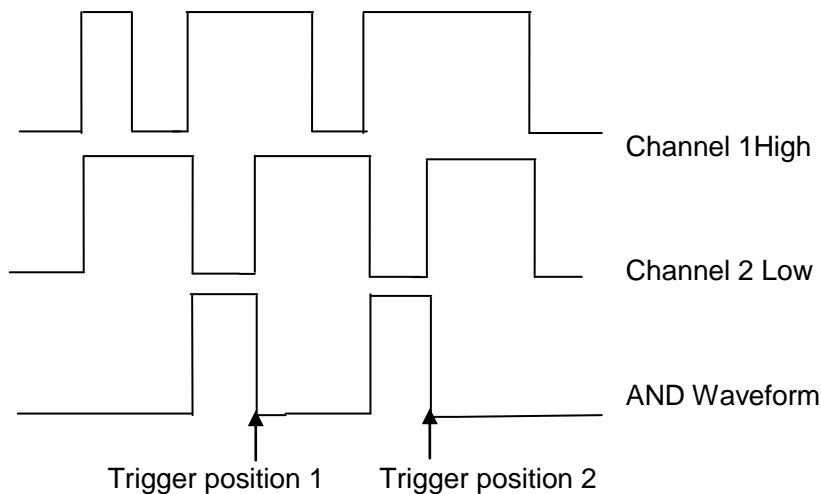 Channel 1High
Channel 2 Low
AND Waveform
Trigger position 1
Trigger position 2